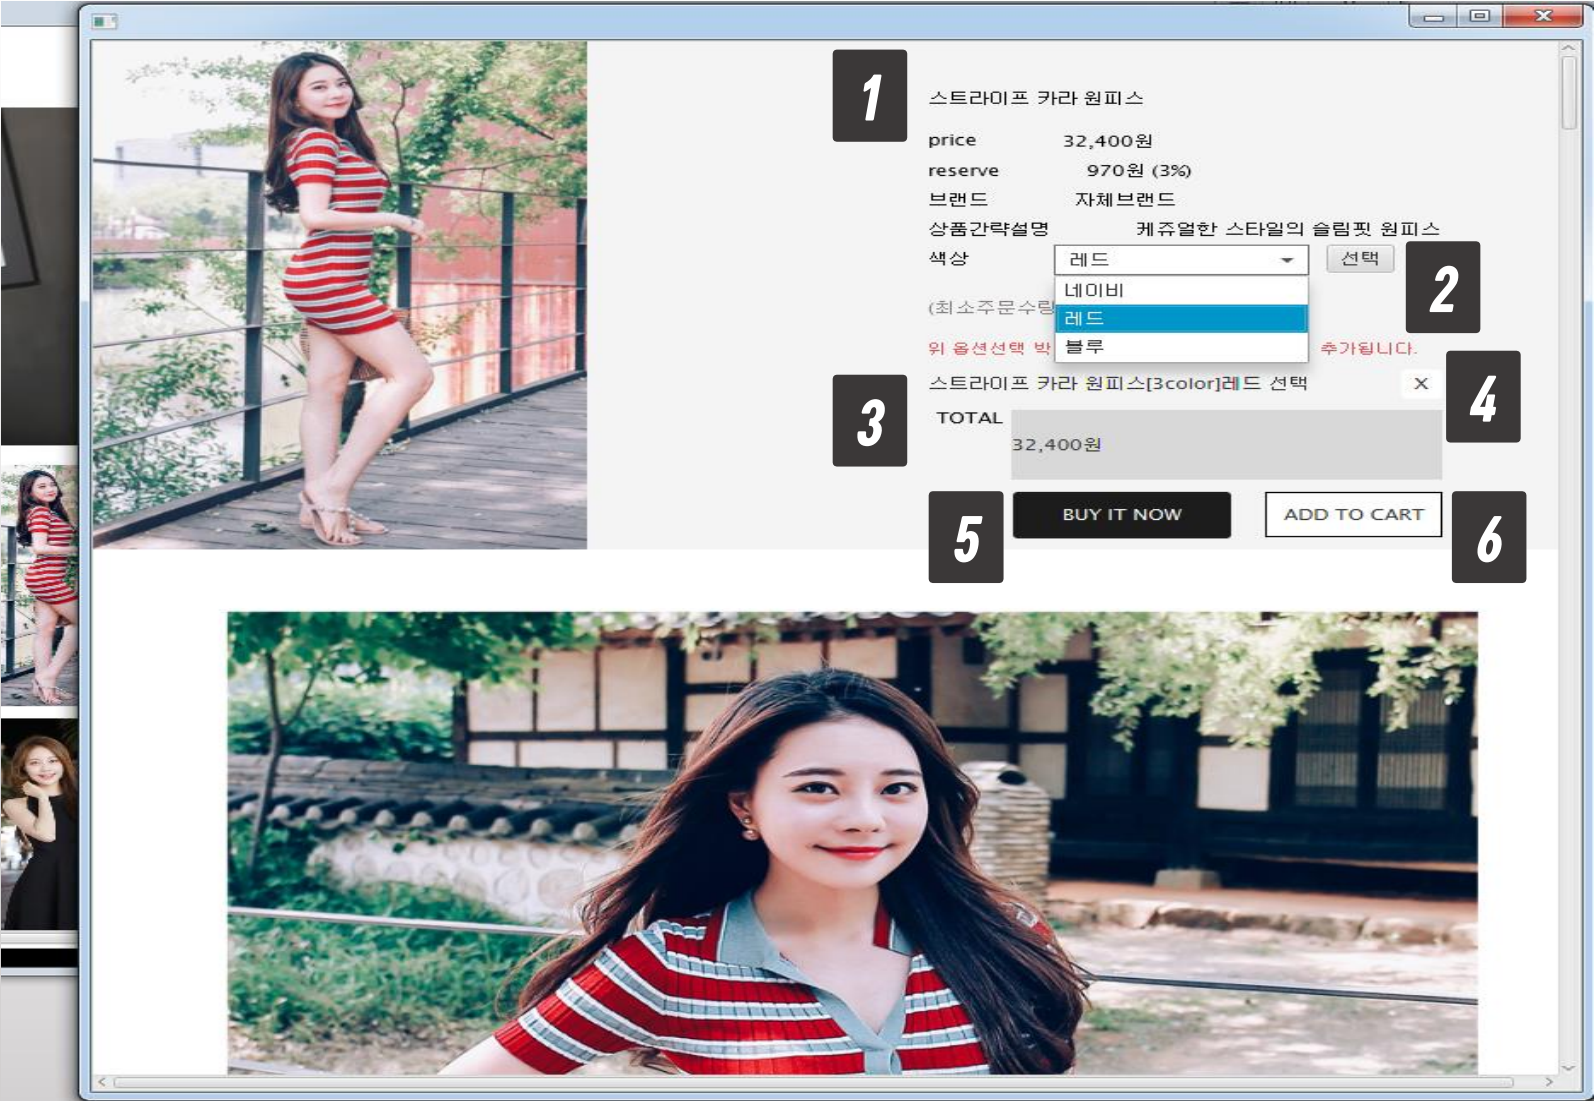 1
스트라이프 카라 원피스
price 32,400원
reserve 970원 (3%)
브랜드 자체브랜드
상품간략설명 케쥬얼한 스타일의 슬림핏 원피스
색상 레드 선택
2
네이비
(최소주문수량
레드
위 옵션선택 박 블루 추가됩니다.
스트라이프 카라 원피스[3color]레드 선택 X
4
3
TOTAL
32,400원
5
BUY IT NOW ADD TO CART
6